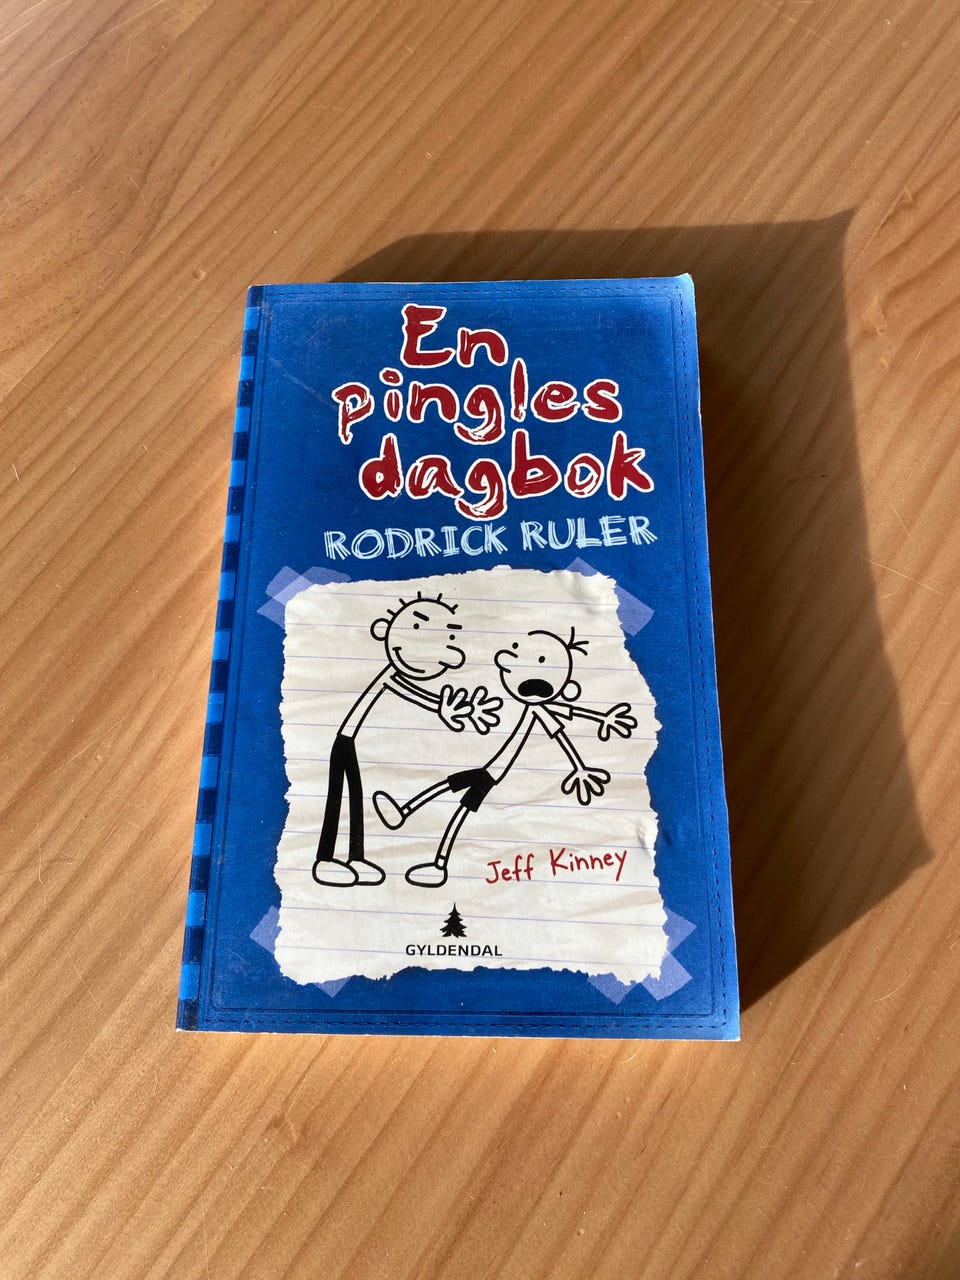 En
pingles
dagbok
RODRICK RULER
Jeff Kinney
GYLDENDAL